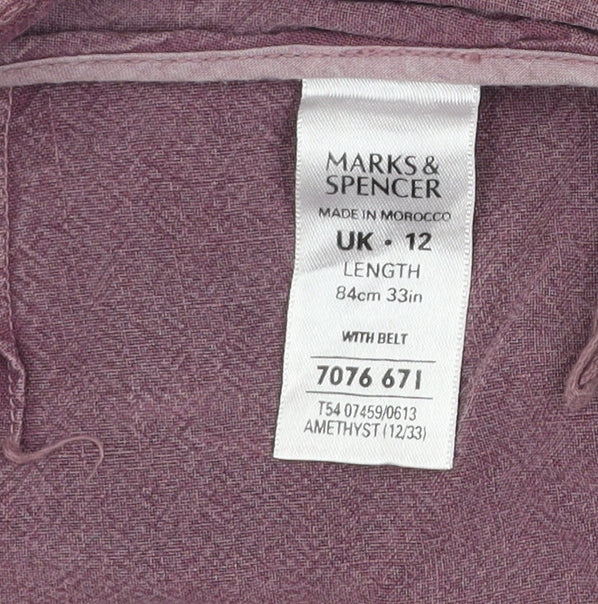 MARKS &
SPENCER
MADE IN MOROCCO
UK • 12
LENGTH
84cm 33in
WITH BELT
7076 671
T54 07459/0613
AMETHYST (12/33)